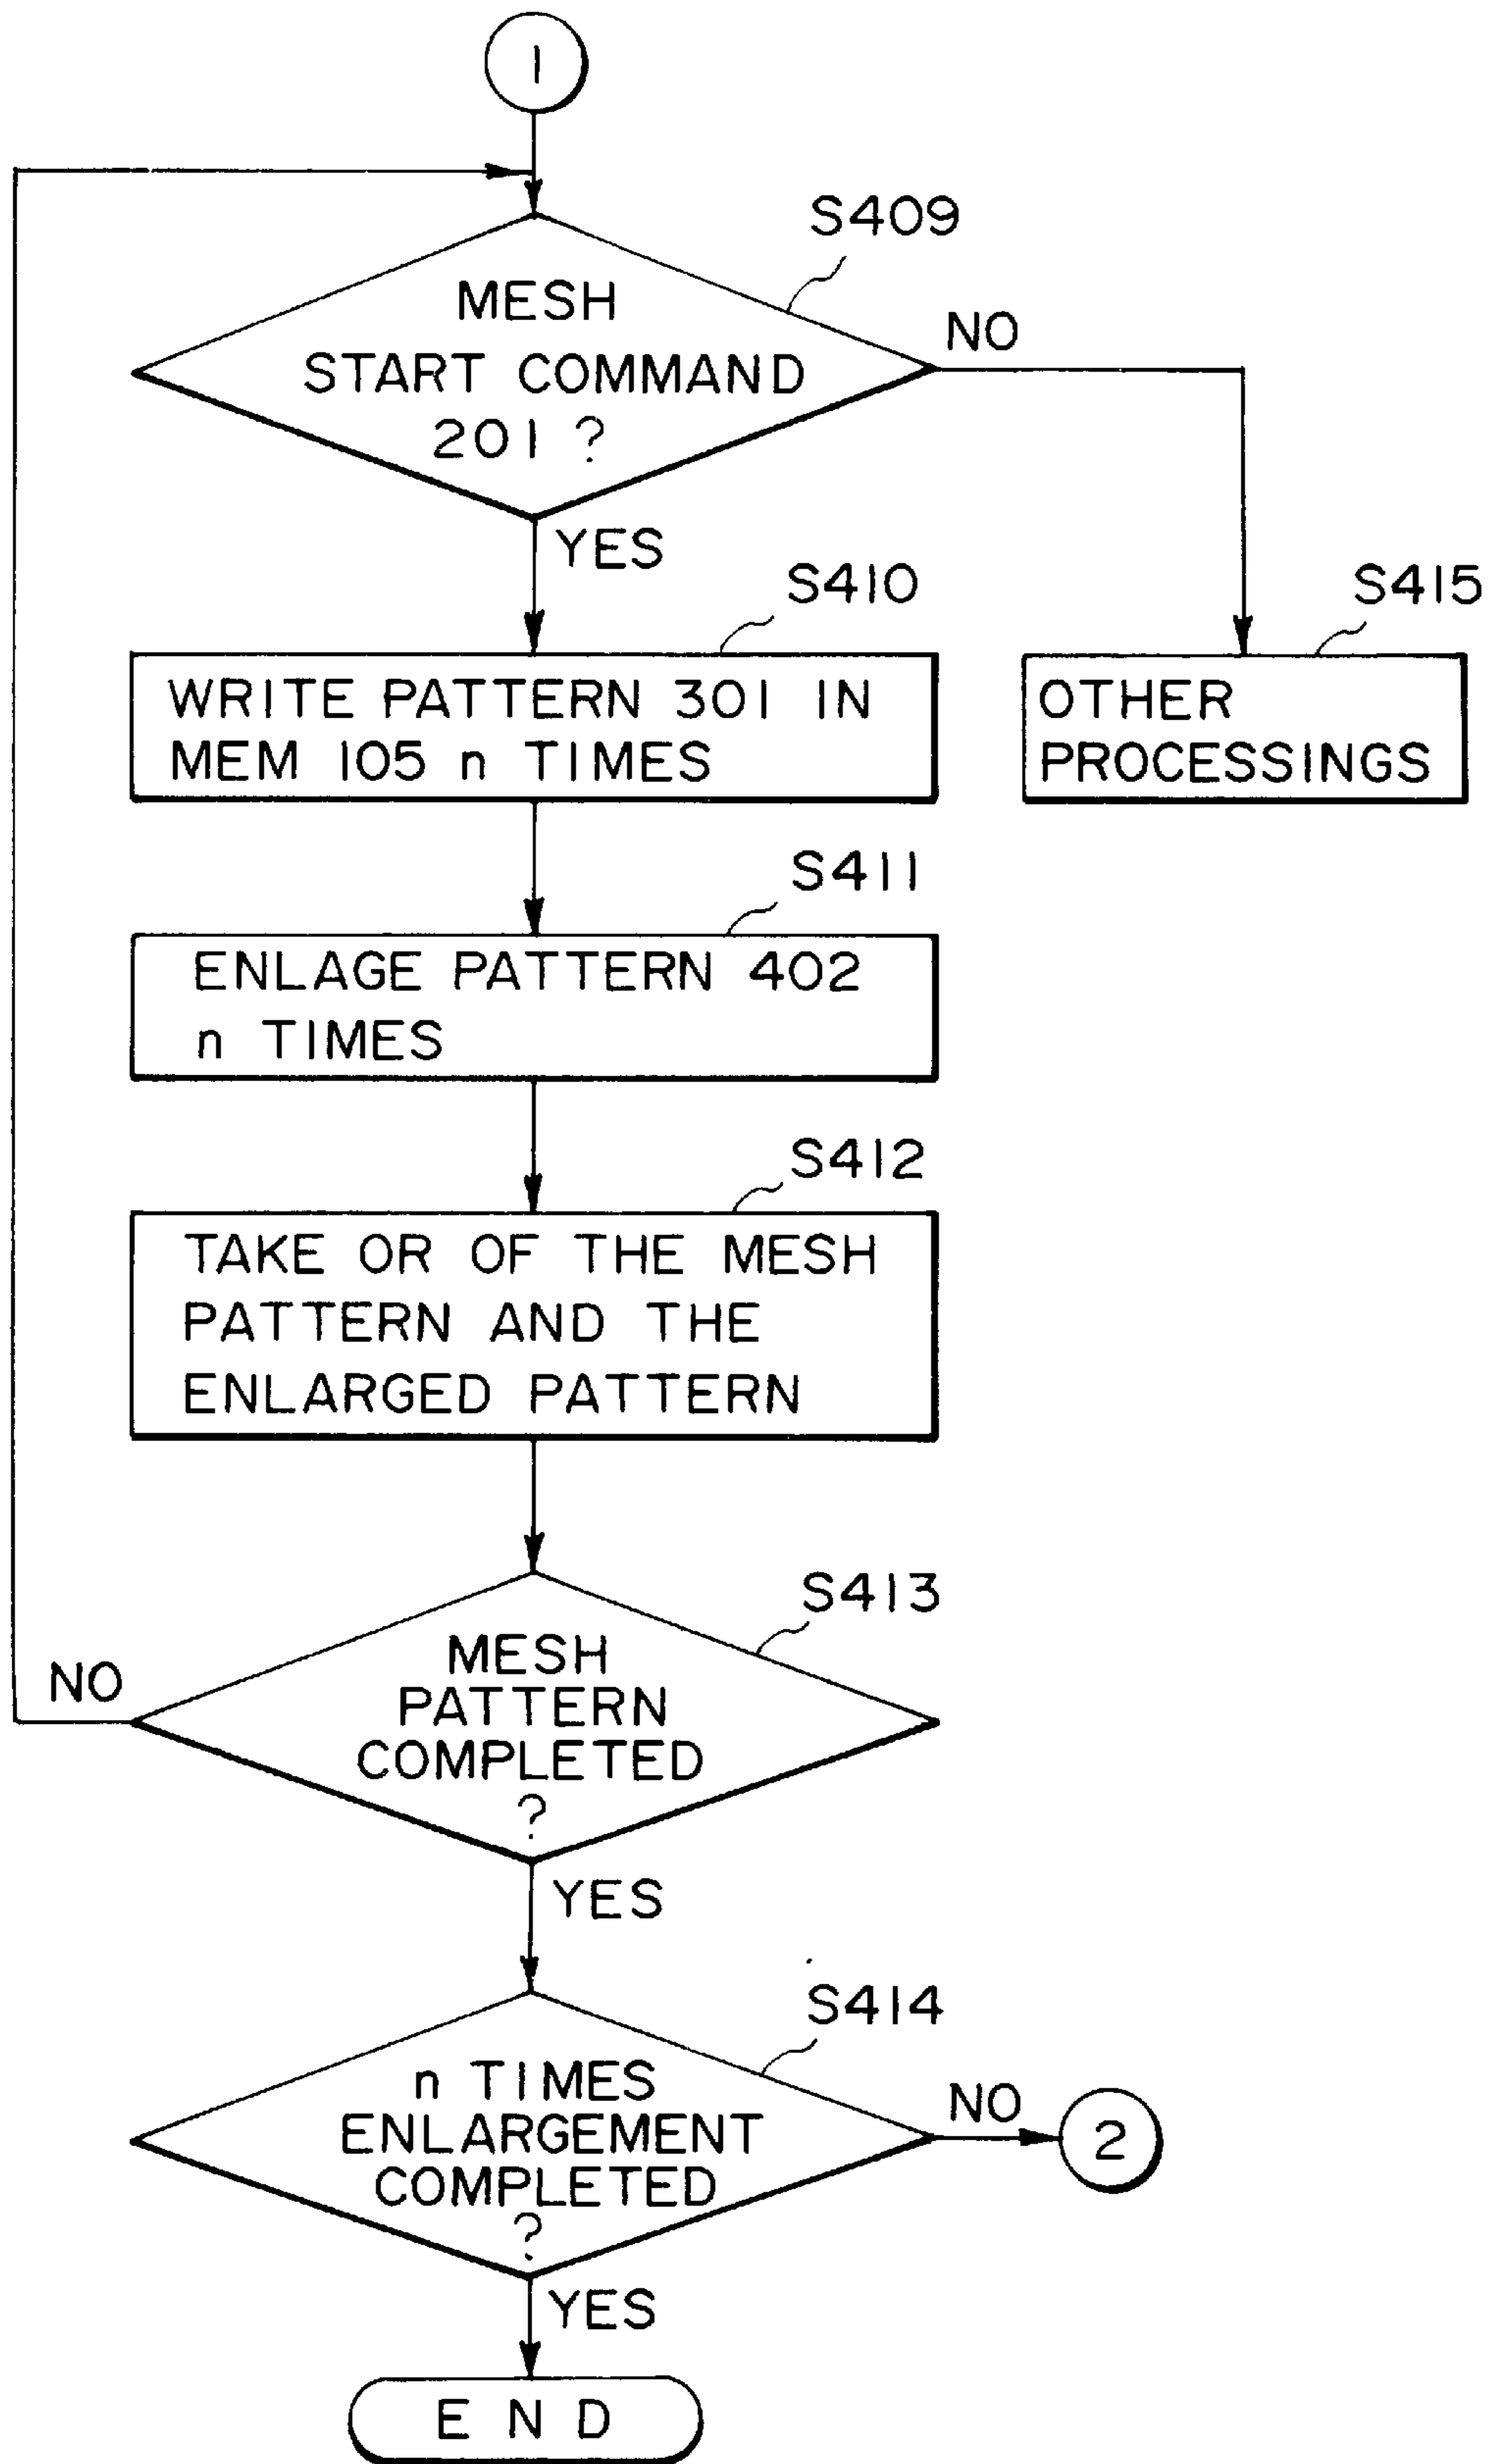 1
S409
MESH
START COMMAND
201 ?
NO
YES
S410
WRITE PATTERN 301 IN
MEM 105 n TIMES
S415
OTHER
PROCESSINGS
S411
ENLAGE PATTERN 402
n TIMES
S412
TAKE OR OF THE MESH
PATTERN AND THE
ENLARGED PATTERN
S413
MESH
PATTERN
COMPLETED
?
NO
YES
S414
n TIMES
ENLARGEMENT
COMPLETED
?
NO
2
YES
END